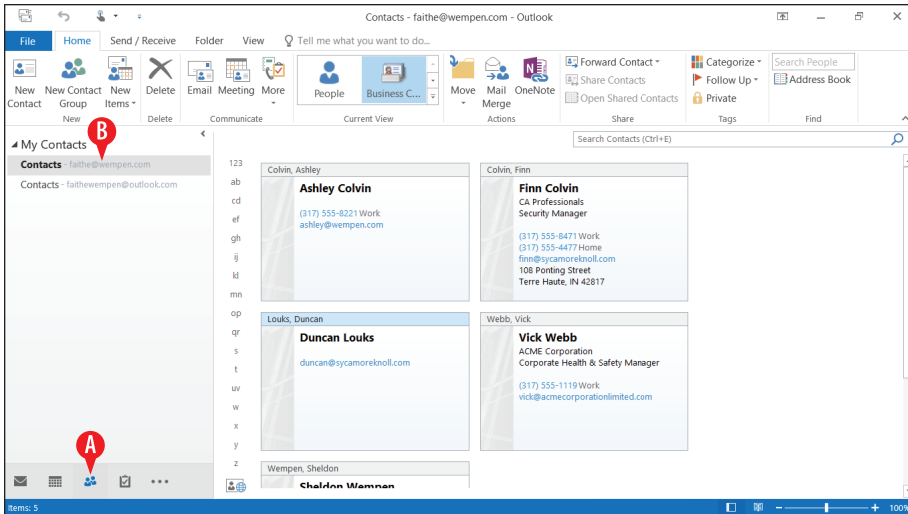 Contacts - faithe@wempen.com - Outlook
File Home Send / Receive Folder View Tell me what you want to do...
New Contact
New Contact Group
New Items
New
Delete
Delete
Email Meeting More
Communicate
People Business C...
Current View
Move
Mail Merge
OneNote
Actions
Forward Contact
Share Contacts
Open Shared Contacts
Share
Categorize
Follow Up
Private
Tags
Search People
Address Book
Find
B
My Contacts
Contacts - faithe@wempen.com
Contacts - faithewempen@outlook.com
Search Contacts (Ctrl+E)
123
ab
cd
ef
gh
ij
kl
mn
op
qr
s
t
uv
w
x
y
z
Colvin, Ashley
Ashley Colvin
(317) 555-8221 Work
ashley@wempen.com
Colvin, Finn
Finn Colvin
CA Professionals
Security Manager
(317) 555-8471 Work
(317) 555-4477 Home
finn@sycamoreknoll.com
108 Ponting Street
Terre Haute, IN 42817
Louks, Duncan
Duncan Louks
duncan@sycamoreknoll.com
Webb, Vick
Vick Webb
ACME Corporation
Corporate Health & Safety Manager
(317) 555-1119 Work
vick@acmecorporationlimited.com
Wempen, Sheldon
Sheldon Wempen
A
Items: 5
100%